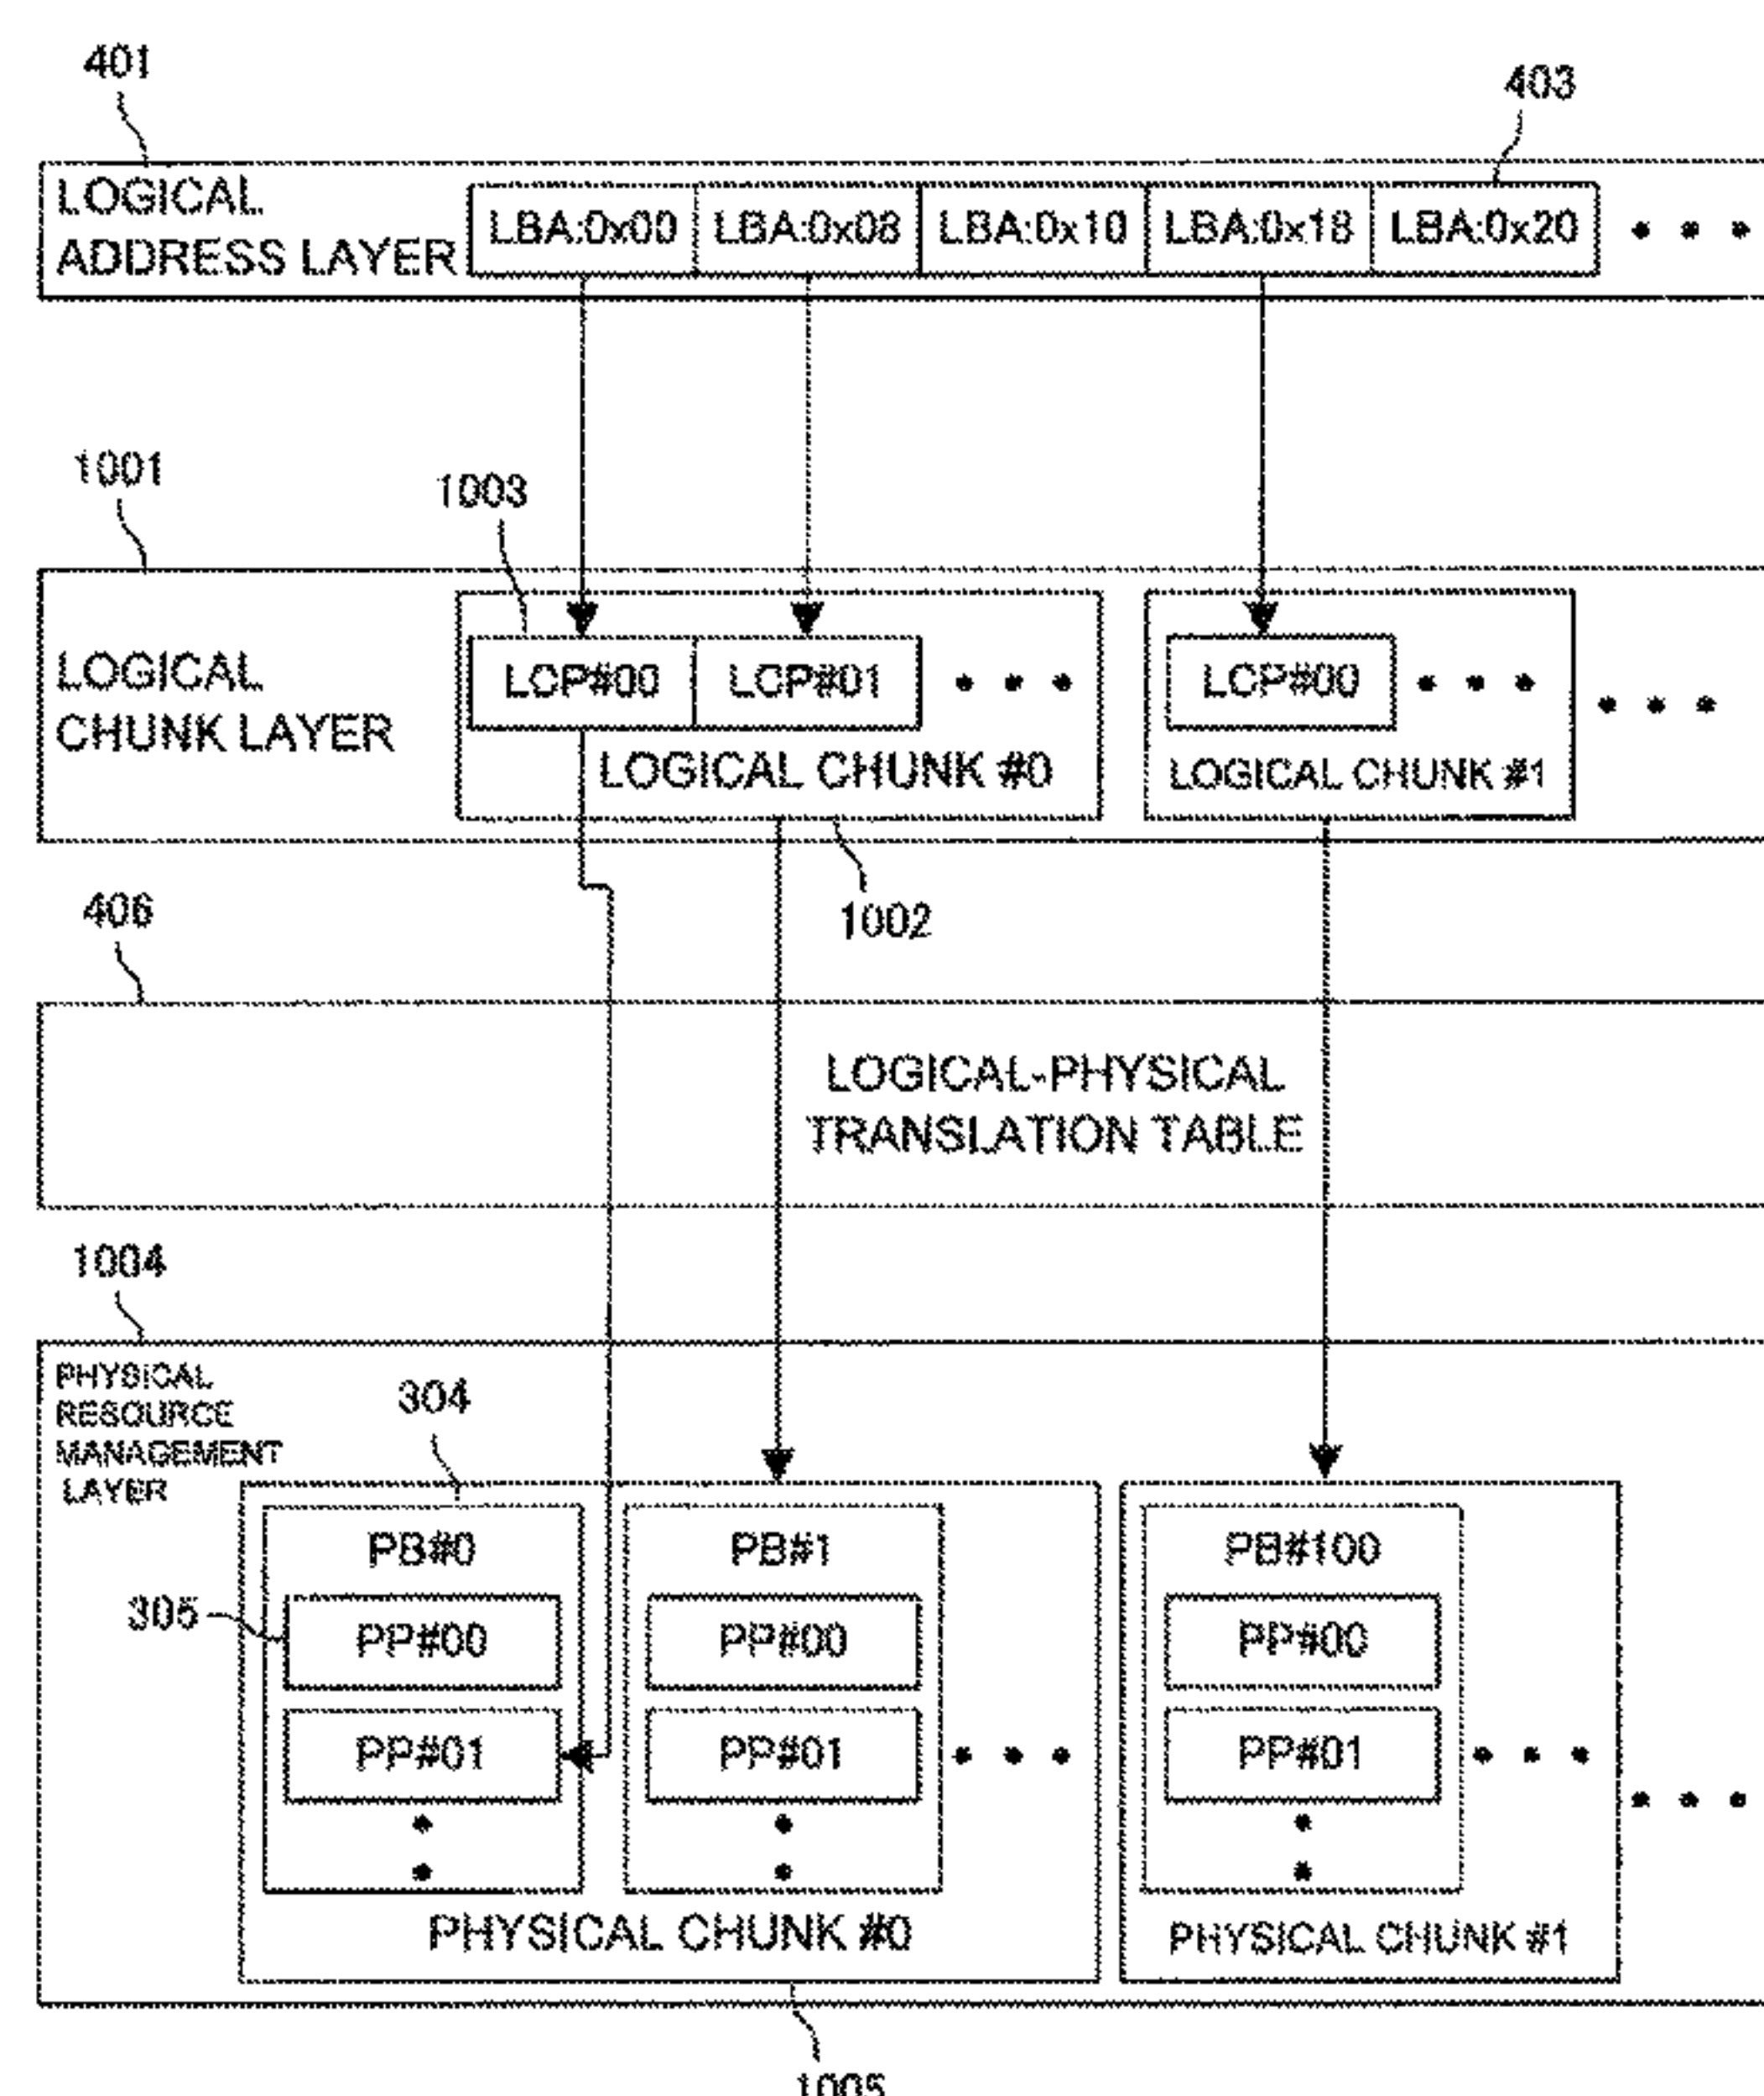 401
403
LOGICAL
ADDRESS LAYER
LBA:0x00 LBA:0x08 LBA:0x10 LBA:0x18 LBA:0x20
1001
1003
LOGICAL
CHUNK LAYER
LCP#00 LCP#01 LCP#00
LOGICAL CHUNK #0 LOGICAL CHUNK #1
406
1002
LOGICAL-PHYSICAL
TRANSLATION TABLE
1004
PHYSICAL
RESOURCE
MANAGEMENT
LAYER
304
PB#0 PB#1 PB#100
305 PP#00 PP#00 PP#00
PP#01 PP#01 PP#01
PHYSICAL CHUNK #0 PHYSICAL CHUNK #1
1005